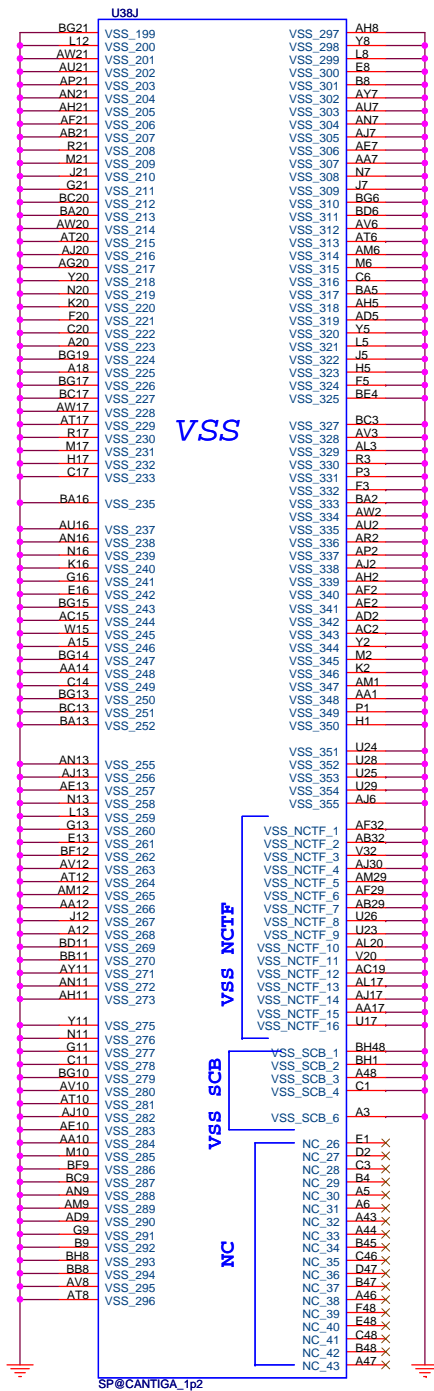 U38J
BG21 VSS_199
L12 VSS_200
AW21 VSS_201
AU21 VSS_202
AP21 VSS_203
AN21 VSS_204
AH21 VSS_205
AF21 VSS_206
AB21 VSS_207
R21 VSS_208
M21 VSS_209
J21 VSS_210
G21 VSS_211
BC20 VSS_212
BA20 VSS_213
AW20 VSS_214
AT20 VSS_215
AJ20 VSS_216
AG20 VSS_217
Y20 VSS_218
N20 VSS_219
K20 VSS_220
F20 VSS_221
C20 VSS_222
A20 VSS_223
BG19 VSS_224
A18 VSS_225
BG17 VSS_226
BC17 VSS_227
AW17 VSS_228
AT17 VSS_229
R17 VSS_230
M17 VSS_231
H17 VSS_232
C17 VSS_233
BA16 VSS_235
AU16 VSS_237
AN16 VSS_238
N16 VSS_239
K16 VSS_240
G16 VSS_241
E16 VSS_242
BG15 VSS_243
AC15 VSS_244
W15 VSS_245
A15 VSS_246
BG14 VSS_247
AA14 VSS_248
C14 VSS_249
BG13 VSS_250
BC13 VSS_251
BA13 VSS_252
AN13 VSS_255
AJ13 VSS_256
AE13 VSS_257
N13 VSS_258
L13 VSS_259
G13 VSS_260
E13 VSS_261
BF12 VSS_262
AV12 VSS_263
AT12 VSS_264
AM12 VSS_265
AA12 VSS_266
J12 VSS_267
A12 VSS_268
BD11 VSS_269
BB11 VSS_270
AY11 VSS_271
AN11 VSS_272
AH11 VSS_273
Y11 VSS_275
N11 VSS_276
G11 VSS_277
C11 VSS_278
BG10 VSS_279
AV10 VSS_280
AT10 VSS_281
AJ10 VSS_282
AE10 VSS_283
AA10 VSS_284
M10 VSS_285
BF9 VSS_286
BC9 VSS_287
AN9 VSS_288
AM9 VSS_289
AD9 VSS_290
G9 VSS_291
B9 VSS_292
BH8 VSS_293
BB8 VSS_294
AV8 VSS_295
AT8 VSS_296
VSS
VSS_297 AH8
VSS_298 Y8
VSS_299 L8
VSS_300 E8
VSS_301 B8
VSS_302 AY7
VSS_303 AU7
VSS_304 AN7
VSS_305 AJ7
VSS_306 AE7
VSS_307 AA7
VSS_308 N7
VSS_309 J7
VSS_310 BG6
VSS_311 BD6
VSS_312 AV6
VSS_313 AT6
VSS_314 AM6
VSS_315 M6
VSS_316 C6
VSS_317 BA5
VSS_318 AH5
VSS_319 AD5
VSS_320 Y5
VSS_321 L5
VSS_322 J5
VSS_323 H5
VSS_324 F5
VSS_325 BE4
VSS_327 BC3
VSS_328 AV3
VSS_329 AL3
VSS_330 R3
VSS_331 P3
VSS_332 F3
VSS_333 BA2
VSS_334 AW2
VSS_335 AU2
VSS_336 AR2
VSS_337 AP2
VSS_338 AJ2
VSS_339 AH2
VSS_340 AF2
VSS_341 AE2
VSS_342 AD2
VSS_343 AC2
VSS_344 Y2
VSS_345 M2
VSS_346 K2
VSS_347 AM1
VSS_348 AA1
VSS_349 P1
VSS_350 H1
VSS_351 U24
VSS_352 U28
VSS_353 U25
VSS_354 U29
VSS_355 AJ6
VSS NCTF
VSS_NCTF_1 AF32
VSS_NCTF_2 AB32
VSS_NCTF_3 V32
VSS_NCTF_4 AJ30
VSS_NCTF_5 AM29
VSS_NCTF_6 AF29
VSS_NCTF_7 AB29
VSS_NCTF_8 U26
VSS_NCTF_9 U23
VSS_NCTF_10 AL20
VSS_NCTF_11 V20
VSS_NCTF_12 AC19
VSS_NCTF_13 AL17
VSS_NCTF_14 AJ17
VSS_NCTF_15 AA17
VSS_NCTF_16 U17
VSS SCB
VSS_SCB_1 BH48
VSS_SCB_2 BH1
VSS_SCB_3 A48
VSS_SCB_4 C1
VSS_SCB_6 A3
NC
NC_26 E1
NC_27 D2
NC_28 C3
NC_29 B4
NC_30 A5
NC_31 A6
NC_32 A43
NC_33 A44
NC_34 B45
NC_35 C46
NC_36 D47
NC_37 B47
NC_38 A46
NC_39 F48
NC_40 E48
NC_41 C48
NC_42 B48
NC_43 A47
SP@CANTIGA_1p2